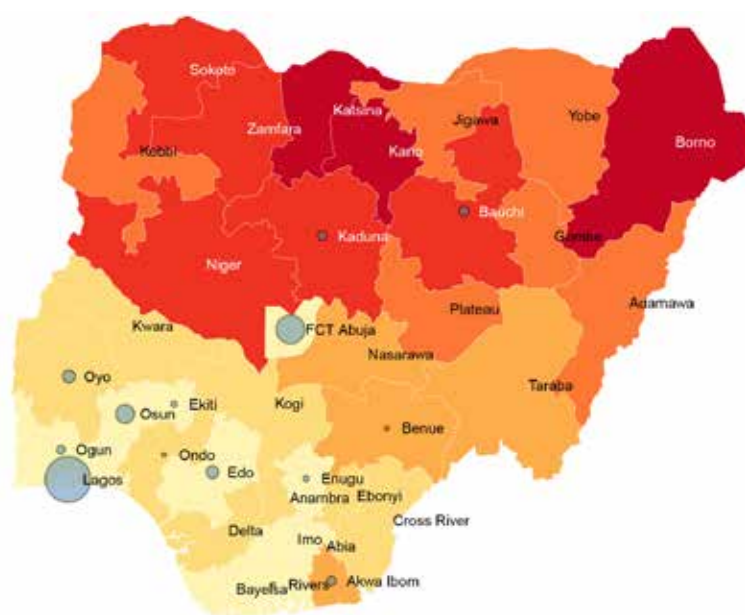 Sokoto
Katsina
Zamfara
Kano
Jigawa
Yobe
Borno
Kebbi
Bauchi
Kaduna
Gombe
Niger
Adamawa
Plateau
Kwara
FCT Abuja
Nasarawa
Oyo
Taraba
Ekiti
Kogi
Osun
Benue
Ogun
Ondo
Edo
Lagos
Enugu
Anambra
Ebonyi
Cross River
Delta
Imo
Abia
Bayelsa
Rivers
Akwa Ibom